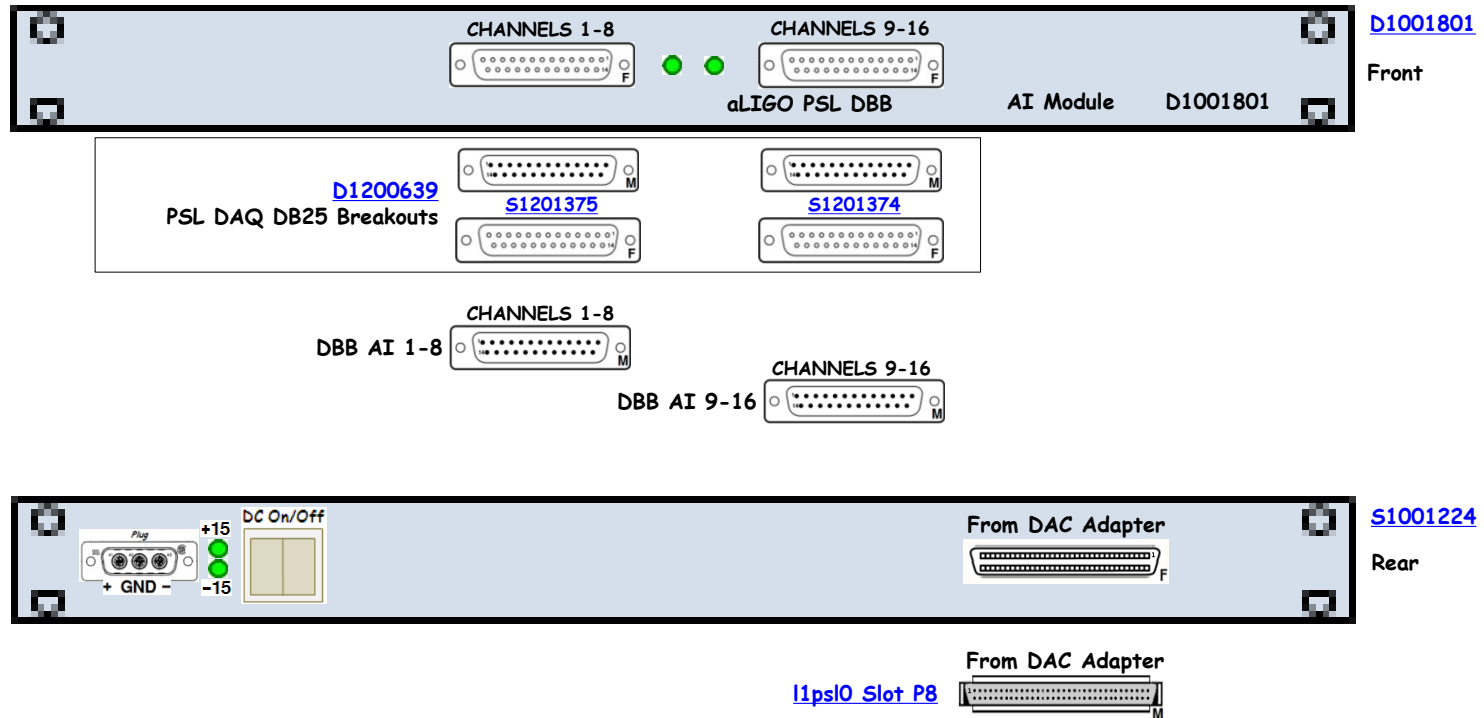 CHANNELS 1-8
CHANNELS 9-16
D1001801
Front
F
F
aLIGO PSL DBB
AI Module
D1001801
M
M
D1200639
PSL DAQ DB25 Breakouts
S1201375
S1201374
F
F
CHANNELS 1-8
DBB AI 1-8
M
CHANNELS 9-16
DBB AI 9-16
M
Plug
+15
DC On/Off
From DAC Adapter
S1001224
+ GND -
-15
F
Rear
From DAC Adapter
l1psl0 Slot P8
M